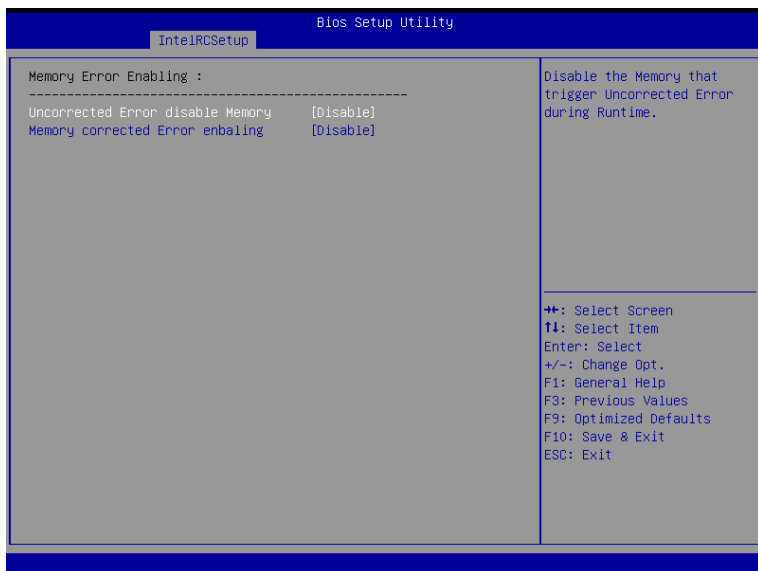 Bios Setup Utility
IntelRCSetup
Memory Error Enabling :
--------------------------------------------------
Uncorrected Error disable Memory [Disable]
Memory corrected Error enbaling [Disable]
Disable the Memory that
trigger Uncorrected Error
during Runtime.
→←: Select Screen
↑↓: Select Item
Enter: Select
+/-: Change Opt.
F1: General Help
F3: Previous Values
F9: Optimized Defaults
F10: Save & Exit
ESC: Exit